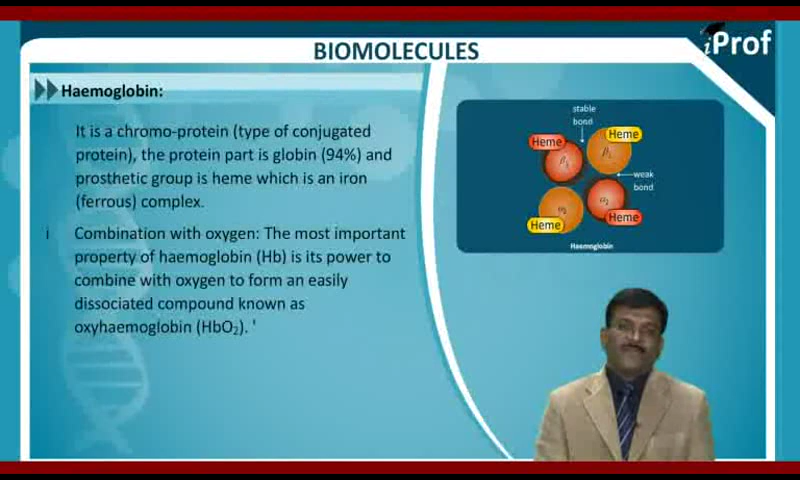 BIOMOLECULES
iProf
Haemoglobin:
It is a chromo-protein (type of conjugated
protein), the protein part is globin (94%) and
prosthetic group is heme which is an iron
(ferrous) complex.
i Combination with oxygen: The most important
property of haemoglobin (Hb) is its power to
combine with oxygen to form an easily
dissociated compound known as
oxyhaemoglobin (HbO₂). '
stable
bond
Heme
Heme
weak
bond
Heme
Heme
Haemoglobin